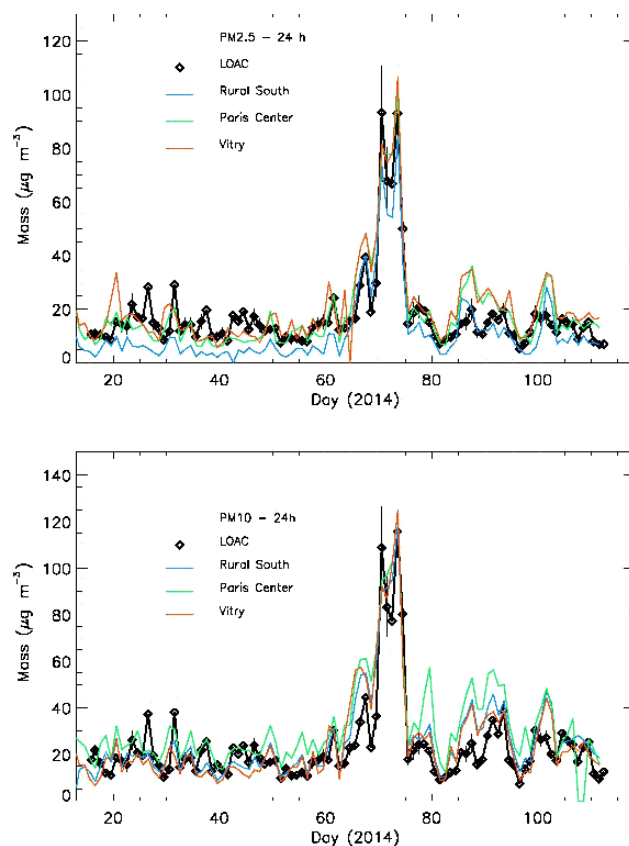 PM2.5 − 24 h
LOAC
Rural South
Paris Center
Vitry
Mass (μg m⁻³)
120
100
80
60
40
20
0
20
40
60
80
100
Day (2014)
PM10 − 24h
LOAC
Rural South
Paris Center
Vitry
Mass (μg m⁻³)
140
120
100
80
60
40
20
0
20
40
60
80
100
Day (2014)